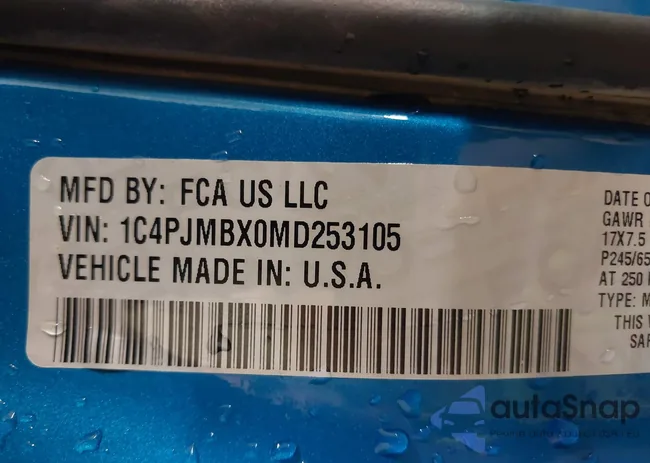 MFD BY: FCA US LLC
VIN: 1C4PJMBX0MD253105
VEHICLE MADE IN: U.S.A.
DATE O
GAWR
17X7.5
P245/65
AT 250
TYPE: M
THIS
SAF
autoSnap